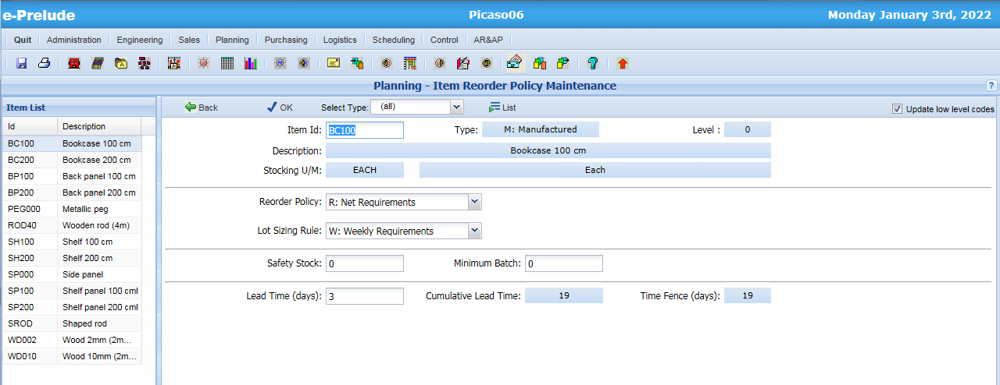 e-Prelude Picaso06 Monday January 3rd, 2022
Quit Administration Engineering Sales Planning Purchasing Logistics Scheduling Control AR&AP
Planning - Item Reorder Policy Maintenance ?
Item List
Id Description
BC100 Bookcase 100 cm
BC200 Bookcase 200 cm
BP100 Back panel 100 cm
BP200 Back panel 200 cm
PEG000 Metallic peg
ROD40 Wooden rod (4m)
SH100 Shelf 100 cm
SH200 Shelf 200 cm
SP000 Side panel
SP100 Shelf panel 100 cml
SP200 Shelf panel 200 cml
SROD Shaped rod
WD002 Wood 2mm (2m...
WD010 Wood 10mm (2m...
Back OK Select Type: (all) List Update low level codes
Item Id: BC100 Type: M: Manufactured Level : 0
Description: Bookcase 100 cm
Stocking U/M: EACH Each
Reorder Policy: R: Net Requirements
Lot Sizing Rule: W: Weekly Requirements
Safety Stock: 0 Minimum Batch: 0
Lead Time (days): 3 Cumulative Lead Time: 19 Time Fence (days): 19